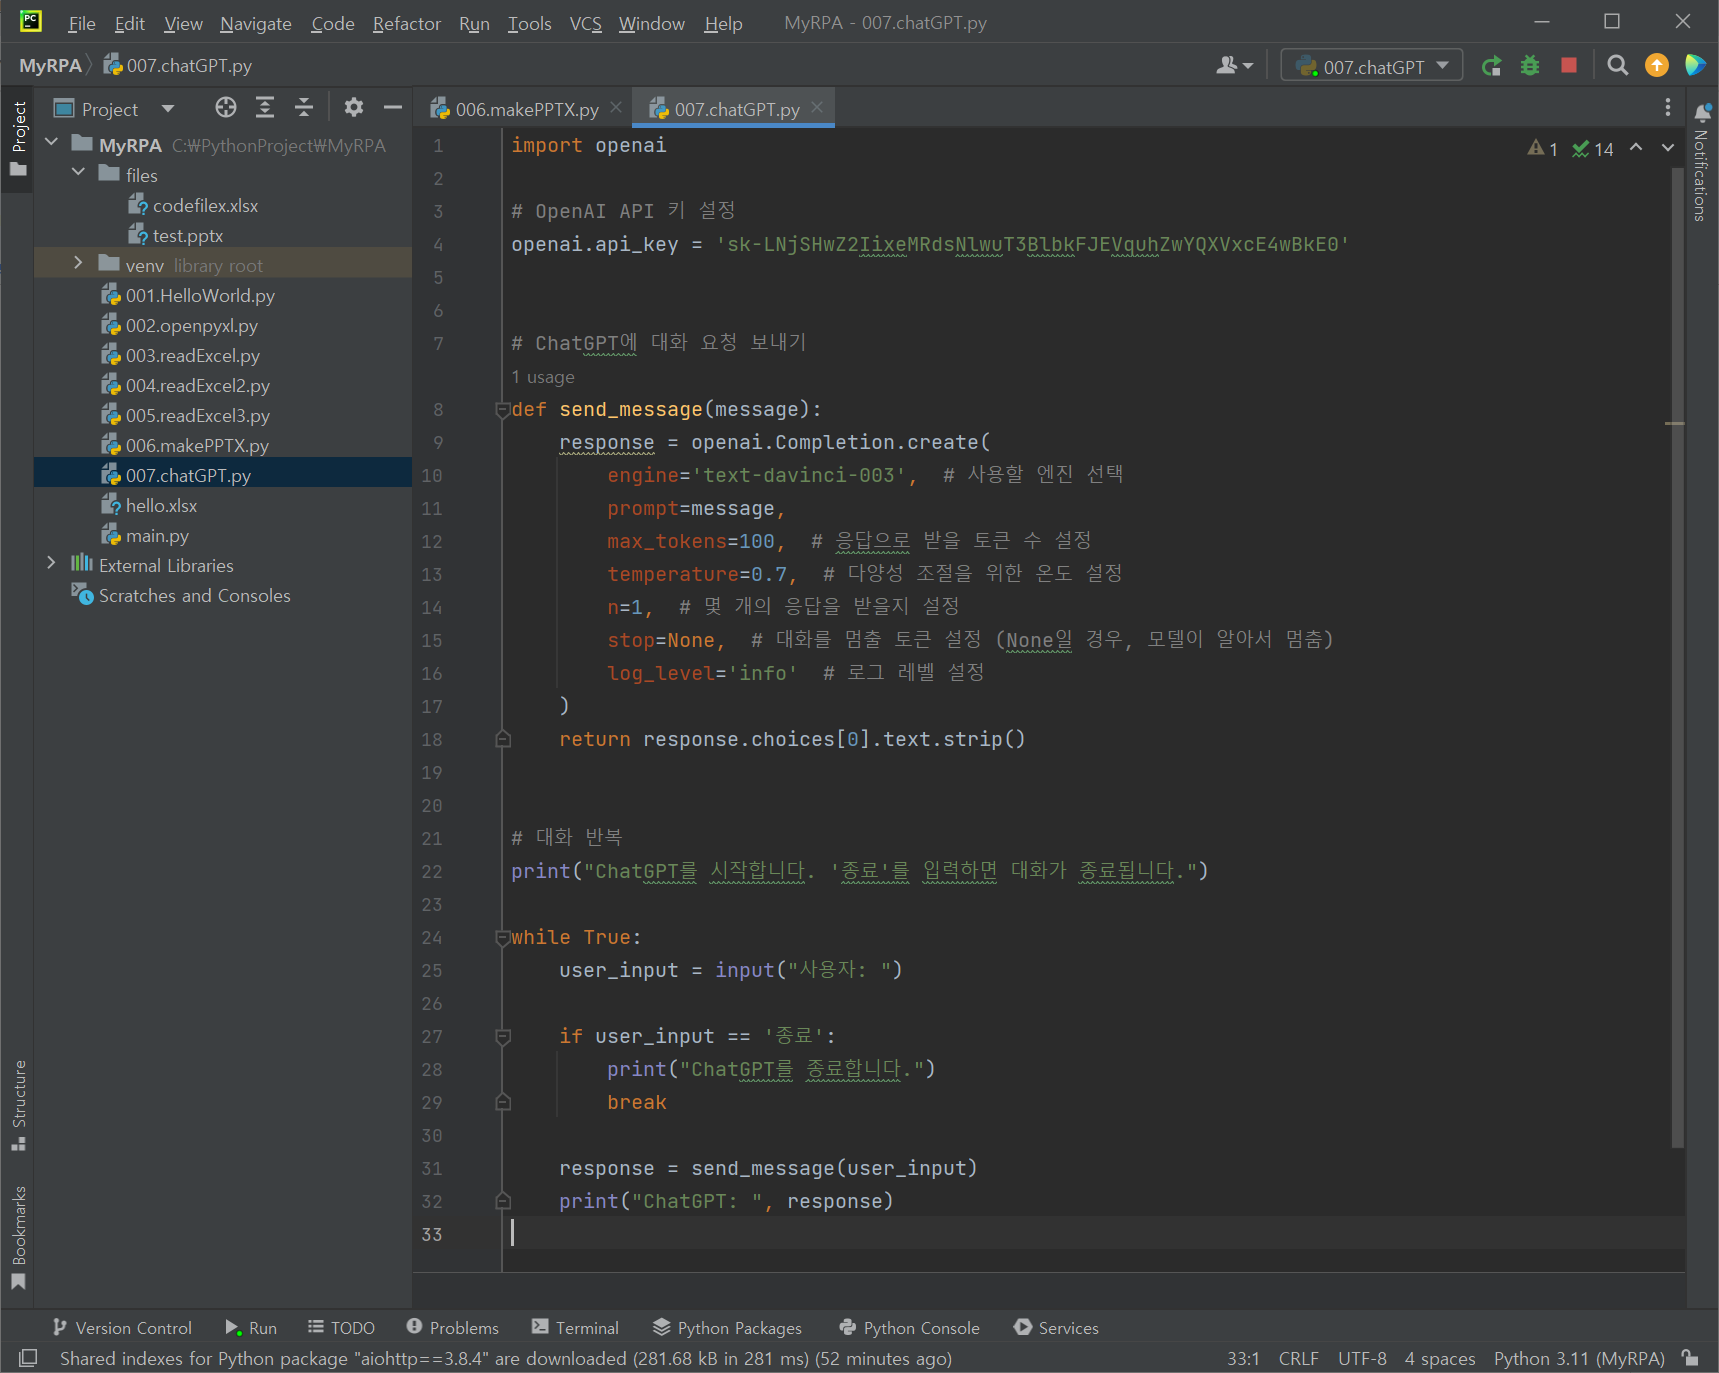 PC File Edit View Navigate Code Refactor Run Tools VCS Window Help MyRPA - 007.chatGPT.py
MyRPA 007.chatGPT.py 007.chatGPT
Project
Project
MyRPA C:₩PythonProject₩MyRPA
files
codefilex.xlsx
test.pptx
venv library root
001.HelloWorld.py
002.openpyxl.py
003.readExcel.py
004.readExcel2.py
005.readExcel3.py
006.makePPTX.py
007.chatGPT.py
hello.xlsx
main.py
External Libraries
Scratches and Consoles
Structure
Bookmarks
006.makePPTX.py 007.chatGPT.py
1 14
Notifications
1 import openai
2
3 # OpenAI API 키 설정
4 openai.api_key = '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'
5
6
7 # ChatGPT에 대화 요청 보내기
1 usage
8 def send_message(message):
9 response = openai.Completion.create(
10 engine='text-davinci-003', # 사용할 엔진 선택
11 prompt=message,
12 max_tokens=100, # 응답으로 받을 토큰 수 설정
13 temperature=0.7, # 다양성 조절을 위한 온도 설정
14 n=1, # 몇 개의 응답을 받을지 설정
15 stop=None, # 대화를 멈출 토큰 설정 (None일 경우, 모델이 알아서 멈춤)
16 log_level='info' # 로그 레벨 설정
17 )
18 return response.choices[0].text.strip()
19
20
21 # 대화 반복
22 print("ChatGPT를 시작합니다. '종료'를 입력하면 대화가 종료됩니다.")
23
24 while True:
25 user_input = input("사용자: ")
26
27 if user_input == '종료':
28 print("ChatGPT를 종료합니다.")
29 break
30
31 response = send_message(user_input)
32 print("ChatGPT: ", response)
33
Version Control Run TODO Problems Terminal Python Packages Python Console Services
Shared indexes for Python package "aiohttp==3.8.4" are downloaded (281.68 kB in 281 ms) (52 minutes ago) 33:1 CRLF UTF-8 4 spaces Python 3.11 (MyRPA)